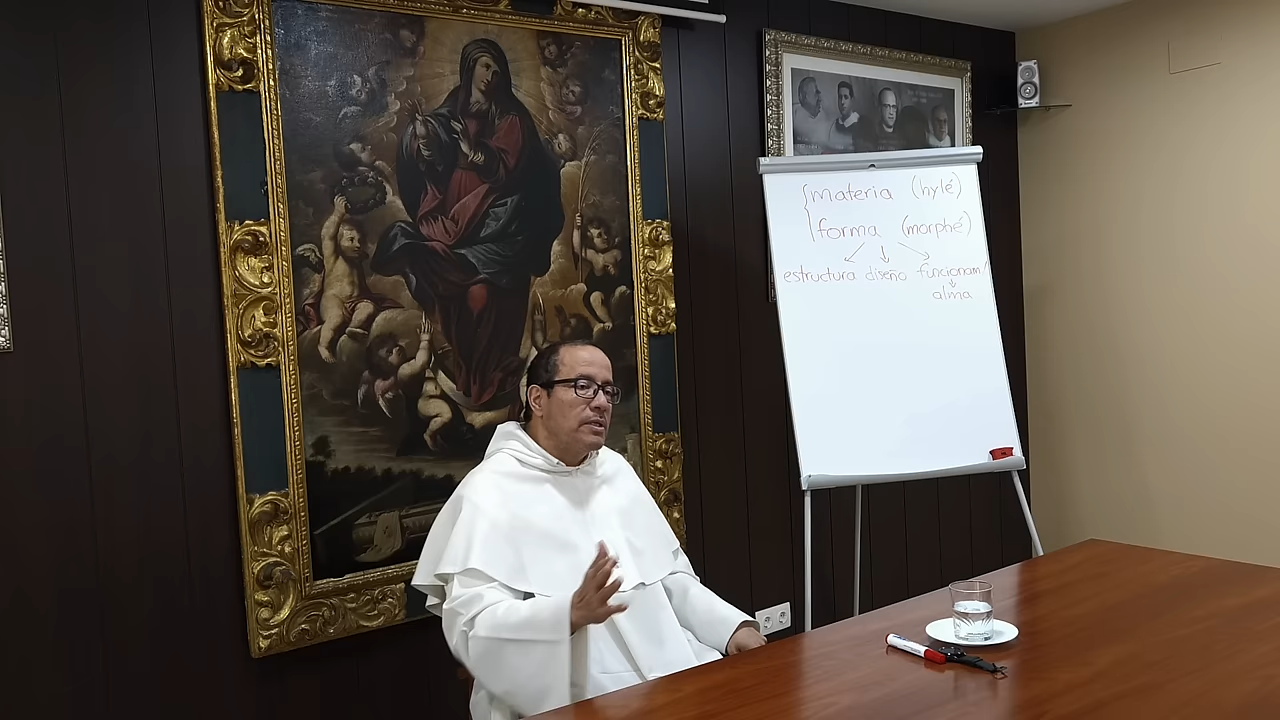 materia (hylé)
forma (morphé)
estructura diseño funcionam/
alma